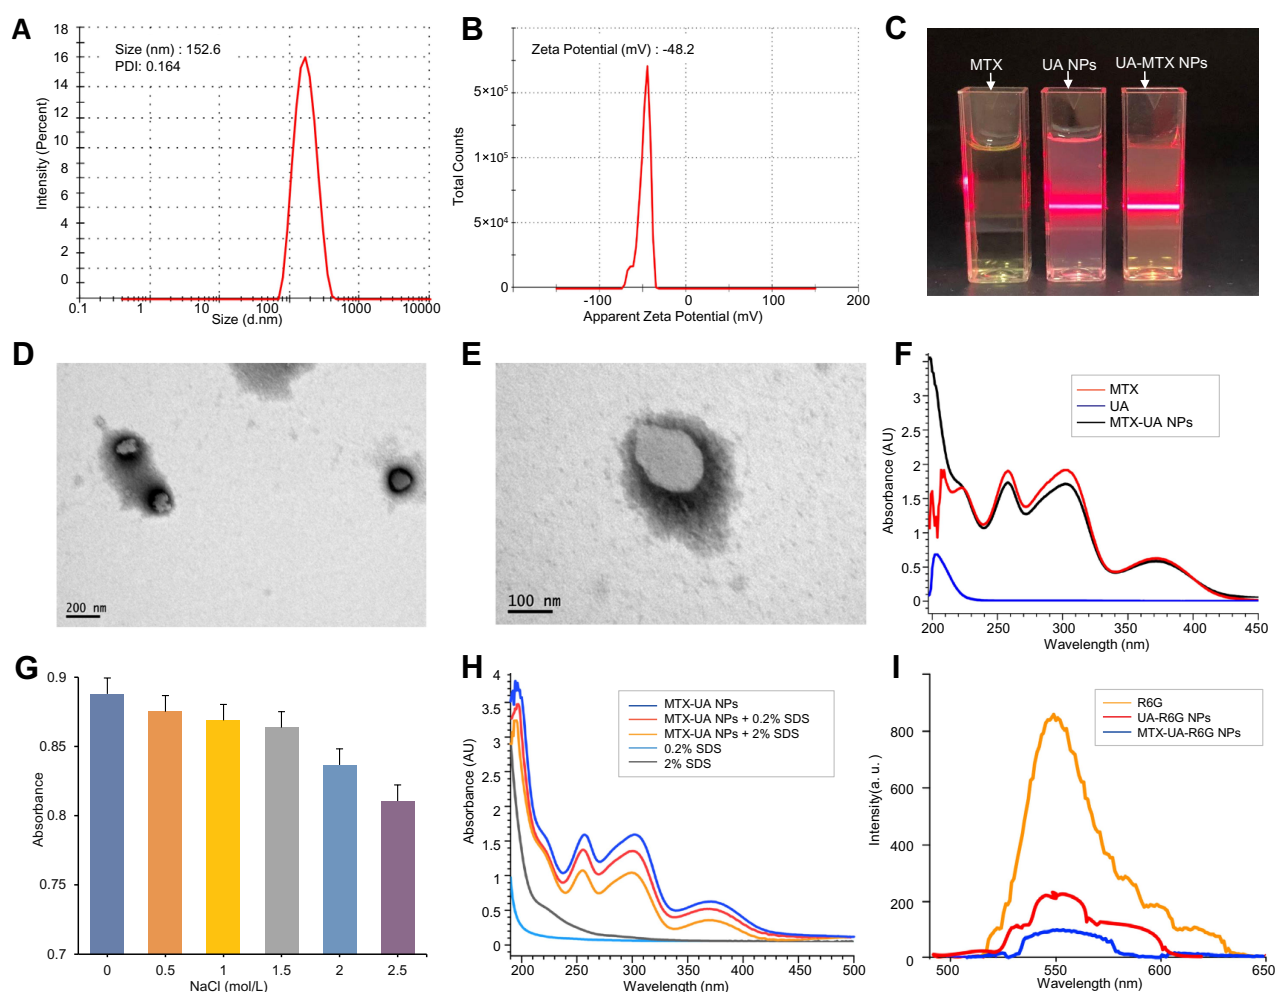 A
Size (nm) : 152.6
PDI: 0.164
Intensity (Percent)
18
16
14
12
10
8
6
4
2
0
0.1
1
10
100
1000
10000
Size (d.nm)
B
Zeta Potential (mV) : -48.2
Total Counts
5×10⁵
1×10⁵
5×10⁴
0
-100
0
100
200
Apparent Zeta Potential (mV)
C
MTX
UA NPs
UA-MTX NPs
D
200 nm
E
100 nm
F
MTX
UA
MTX-UA NPs
Absorbance (AU)
3
2.5
2
1.5
1
0.5
0
200
250
300
350
400
450
Wavelength (nm)
G
Absorbance
0.9
0.85
0.8
0.75
0.7
0
0.5
1
1.5
2
2.5
NaCl (mol/L)
H
MTX-UA NPs
MTX-UA NPs + 0.2% SDS
MTX-UA NPs + 2% SDS
0.2% SDS
2% SDS
Absorbance (AU)
4
3.5
3
2.5
2
1.5
1
0.5
0
200
250
300
350
400
450
500
Wavelength (nm)
I
R6G
UA-R6G NPs
MTX-UA-R6G NPs
Intensity(a. u. )
800
600
400
200
0
500
550
600
650
Wavelength (nm)